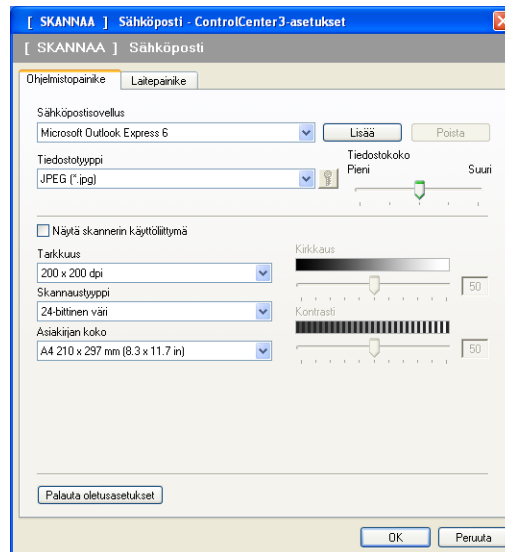 [ SKANNAA ] Sähköposti - ControlCenter3-asetukset
[ SKANNAA ] Sähköposti
Ohjelmistopainike Laitepainike
Sähköpostisovellus
Microsoft Outlook Express 6 Lisää Poista
Tiedostotyyppi Tiedostokoko
JPEG (*.jpg) Pieni Suuri
Näytä skannerin käyttöliittymä
Tarkkuus Kirkkaus
200 x 200 dpi 50
Skannaustyyppi
24-bittinen väri Kontrasti
Asiakirjan koko
A4 210 x 297 mm (8.3 x 11.7 in) 50
Palauta oletusasetukset
OK Peruuta